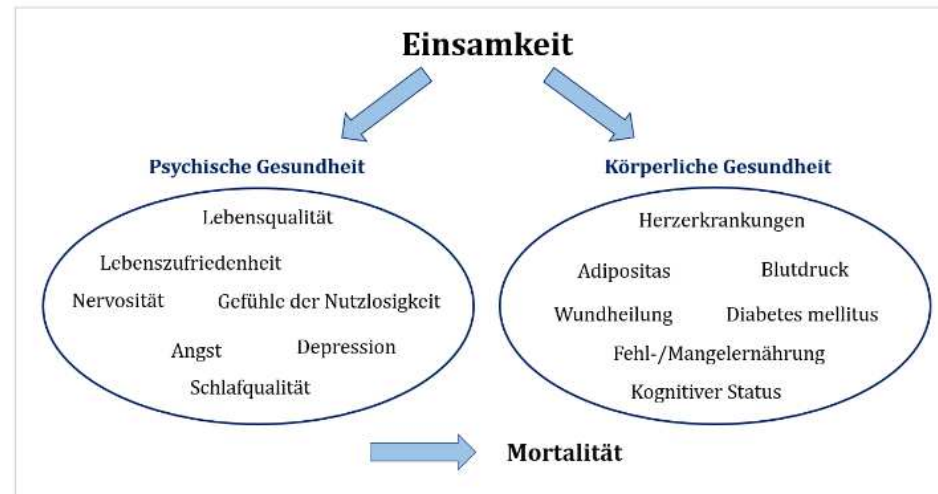 Einsamkeit
Psychische Gesundheit
Lebensqualität
Lebenszufriedenheit
Nervosität
Gefühle der Nutzlosigkeit
Angst
Depression
Schlafqualität
Körperliche Gesundheit
Herzerkrankungen
Adipositas
Blutdruck
Wundheilung
Diabetes mellitus
Fehl-/Mangelernährung
Kognitiver Status
Mortalität